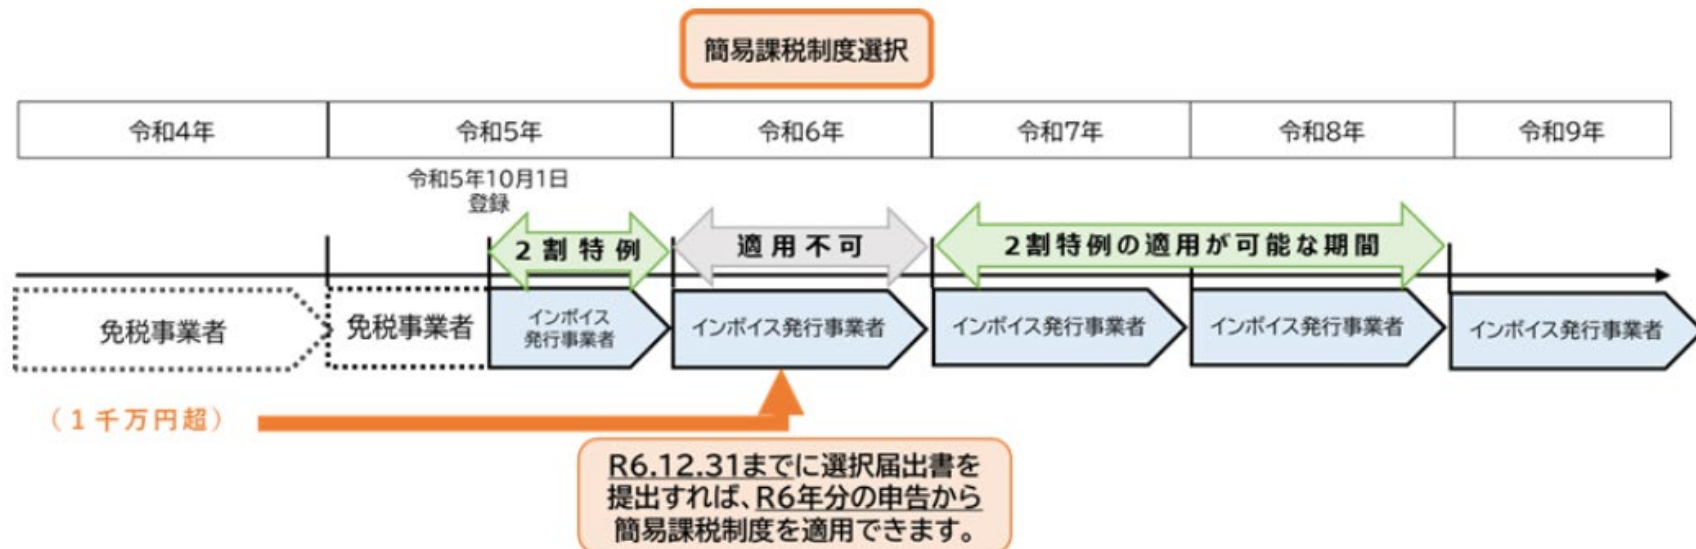 簡易課税制度選択
令和4年
令和5年
令和6年
令和7年
令和8年
令和9年
令和5年10月1日
登録
2割特例
適用不可
2割特例の適用が可能な期間
免税事業者
免税事業者
インボイス
発行事業者
インボイス発行事業者
インボイス発行事業者
インボイス発行事業者
インボイス発行事業者
（1千万円超）
R6.12.31までに選択届出書を
提出すれば、R6年分の申告から
簡易課税制度を適用できます。